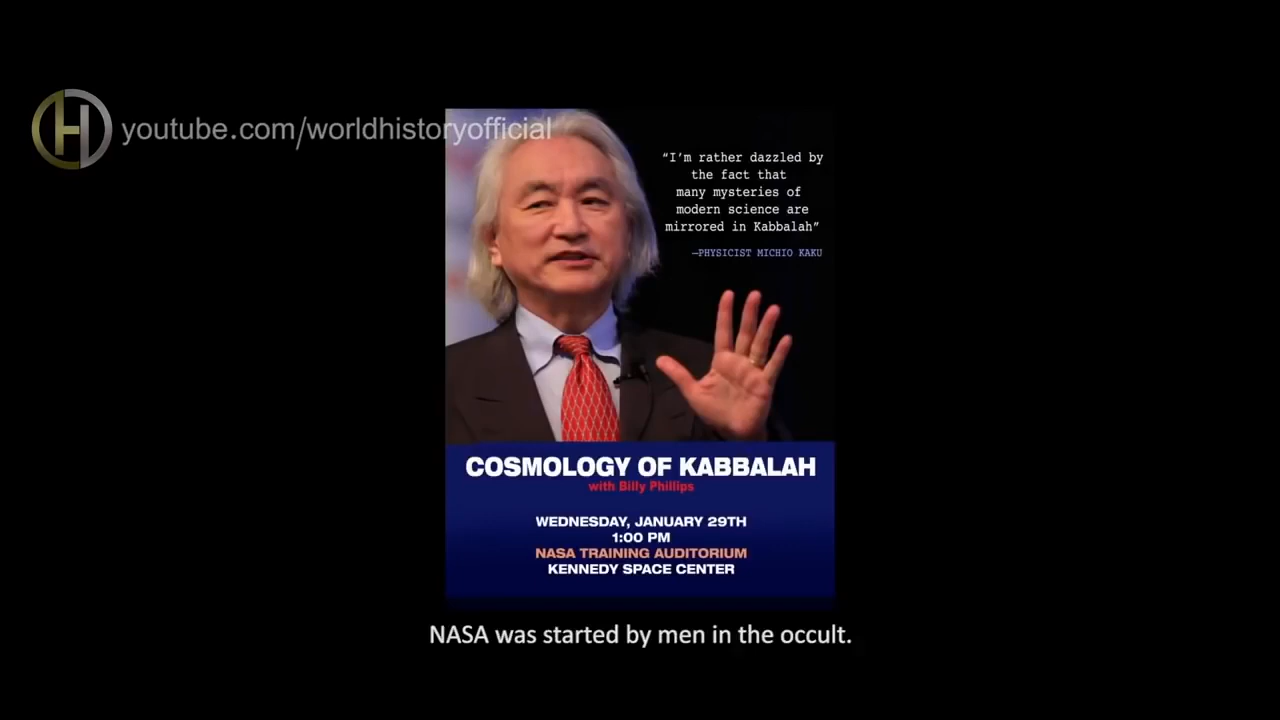 youtube.com/worldhistoryofficial
“I’m rather dazzled by
the fact that
many mysteries of
modern science are
mirrored in Kabbalah”
—PHYSICIST MICHIO KAKU
COSMOLOGY OF KABBALAH
with Billy Phillips
WEDNESDAY, JANUARY 29TH
1:00 PM
NASA TRAINING AUDITORIUM
KENNEDY SPACE CENTER
NASA was started by men in the occult.